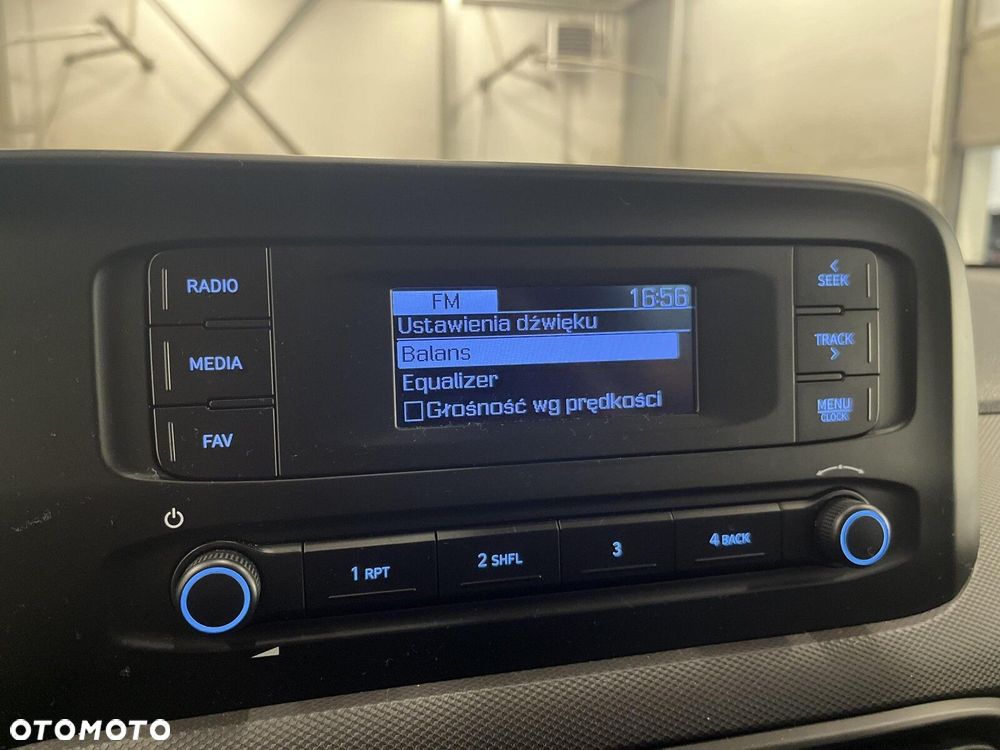 RADIO
MEDIA
FAV
FM 16:56
Ustawienia dźwięku
Balans
Equalizer
Głośność wg prędkości
< SEEK
TRACK >
MENU
CLOCK
1 RPT
2 SHFL
3
4 BACK
OTOMOTO